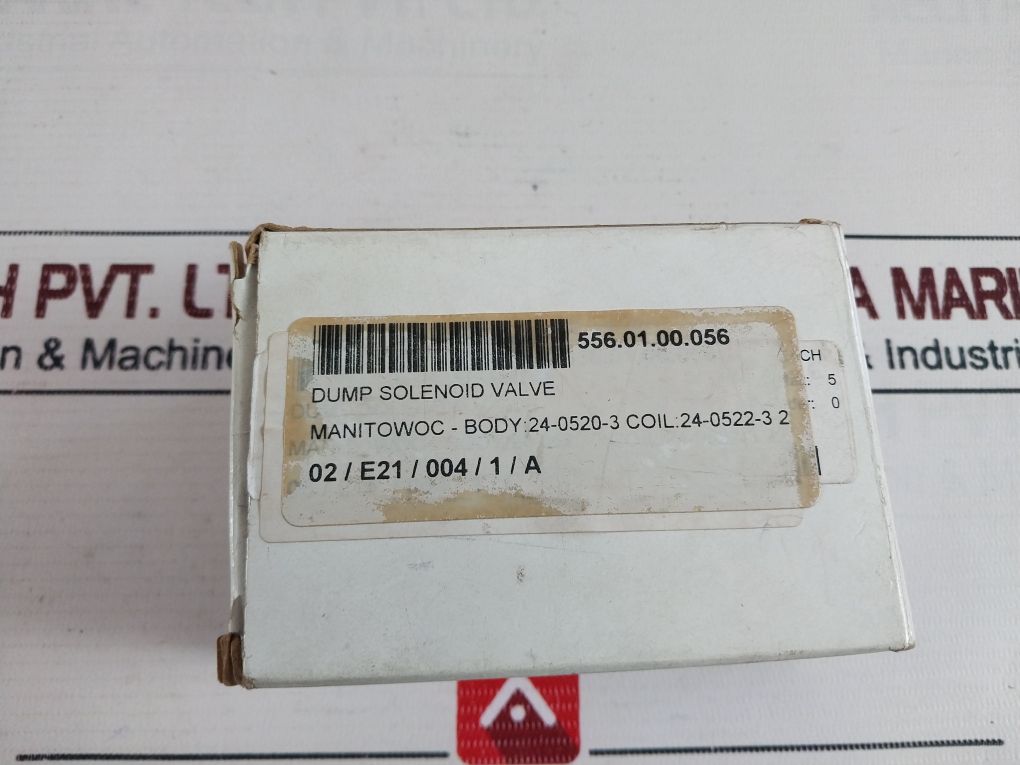 H PVT. LT
A MARI
n & Machine
& Industri
556.01.00.056
DUMP SOLENOID VALVE
MANITOWOC - BODY:24-0520-3 COIL:24-0522-3 2
02 / E21 / 004 / 1 / A
CH
: 5
: 0